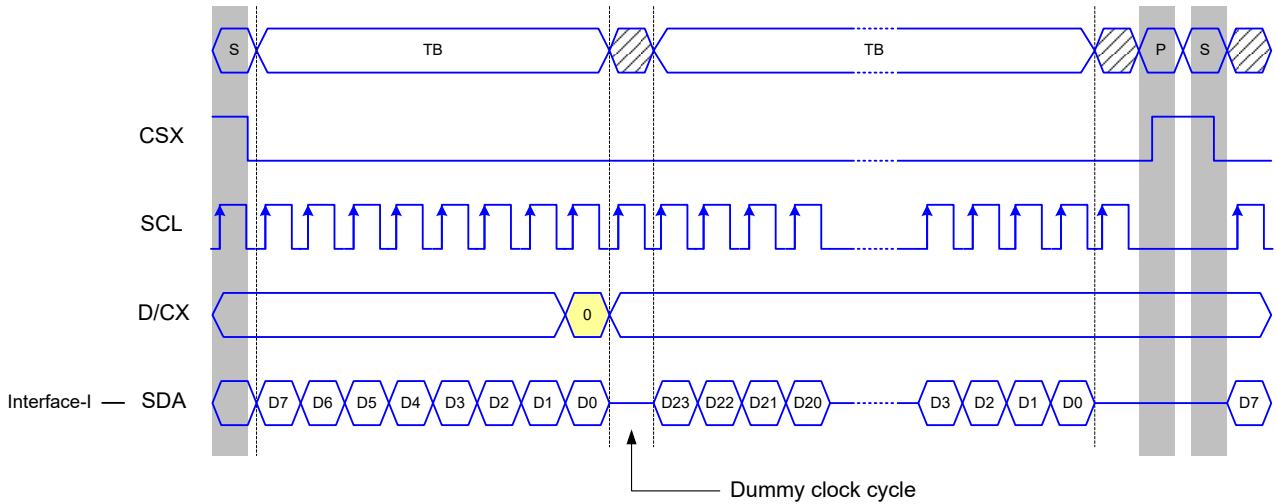 S TB TB P S
CSX
SCL
D/CX 0
Interface-I SDA D7 D6 D5 D4 D3 D2 D1 D0 D23 D22 D21 D20 D3 D2 D1 D0 D7
Dummy clock cycle